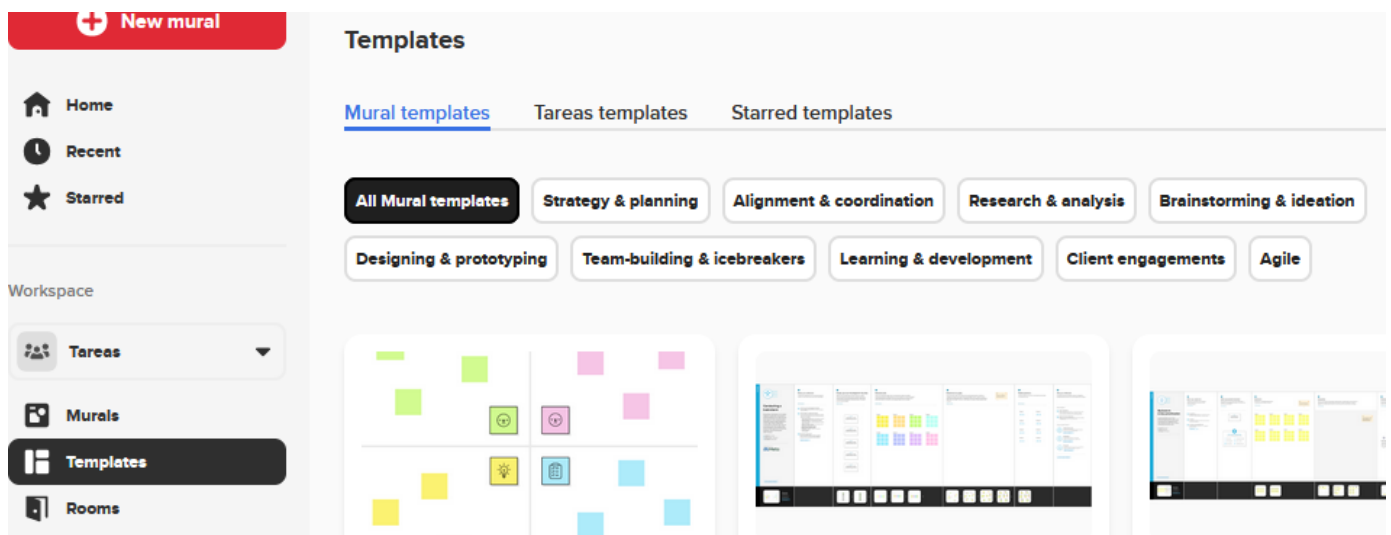 New mural
Home
Recent
Starred
Workspace
Tareas
Murals
Templates
Rooms
Templates
Mural templates Tareas templates Starred templates
All Mural templates Strategy & planning Alignment & coordination Research & analysis Brainstorming & ideation
Designing & prototyping Team-building & icebreakers Learning & development Client engagements Agile